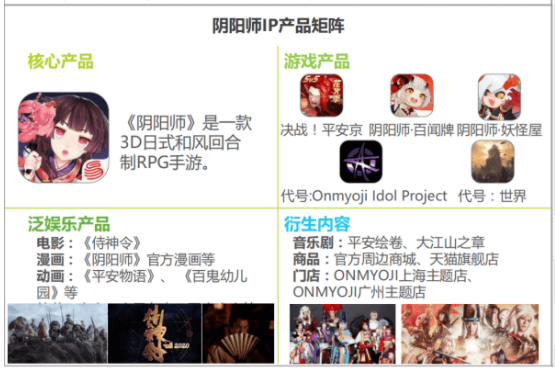 阴阳师IP产品矩阵
核心产品
《阴阳师》是一款
3D日式和风回合
制RPG手游。
游戏产品
5V5
决战！平安京 阴阳师·百闻牌 阴阳师·妖怪屋
代号:Onmyoji Idol Project 代号：世界
泛娱乐产品
电影：《侍神令》
漫画：《阴阳师》官方漫画等
动画：《平安物语》、《百鬼幼儿
园》等
侍神令
2020
衍生内容
音乐剧：平安绘卷、大江山之章
商品：官方周边商城、天猫旗舰店
门店：ONMYOJI上海主题店、
ONMYOJI广州主题店